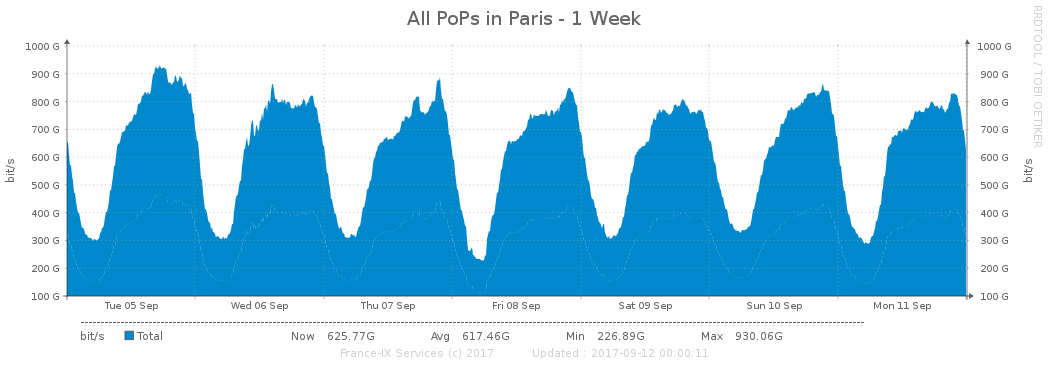 All PoPs in Paris - 1 Week
RRDTOOL / TOBI OETIKER
1000 G 1000 G
900 G 900 G
800 G 800 G
700 G 700 G
600 G 600 G
500 G 500 G
400 G 400 G
300 G 300 G
200 G 200 G
100 G 100 G
bit/s bit/s
Tue 05 Sep Wed 06 Sep Thu 07 Sep Fri 08 Sep Sat 09 Sep Sun 10 Sep Mon 11 Sep
bit/s Total Now 625.77G Avg 617.46G Min 226.89G Max 930.06G
France-IX Services (c) 2017 Updated : 2017-09-12 00:00:11